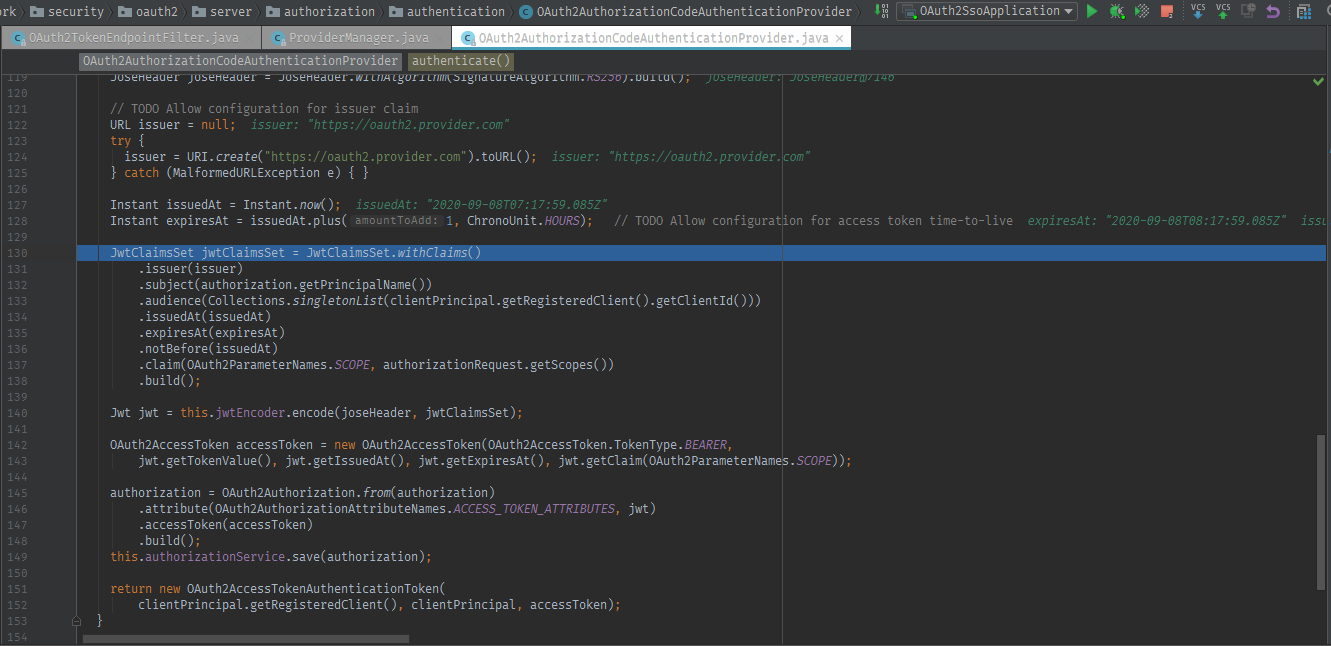 rk security oauth2 server authorization authentication OAuth2AuthorizationCodeAuthenticationProvider OAuth2SsoApplication VCS VCS
OAuth2TokenEndpointFilter.java ProviderManager.java OAuth2AuthorizationCodeAuthenticationProvider.java ×
OAuth2AuthorizationCodeAuthenticationProvider authenticate()
119 JoseHeader joseHeader = JoseHeader.withAlgorithm(SignatureAlgorithm.RS256).build(); joseHeader: JoseHeader@7146
120
121 // TODO Allow configuration for issuer claim
122 URL issuer = null; issuer: "https://oauth2.provider.com"
123 try {
124 issuer = URI.create("https://oauth2.provider.com").toURL(); issuer: "https://oauth2.provider.com"
125 } catch (MalformedURLException e) { }
126
127 Instant issuedAt = Instant.now(); issuedAt: "2020-09-08T07:17:59.085Z"
128 Instant expiresAt = issuedAt.plus( amountToAdd: 1, ChronoUnit.HOURS); // TODO Allow configuration for access token time-to-live expiresAt: "2020-09-08T08:17:59.085Z" issu
129
130 JwtClaimsSet jwtClaimsSet = JwtClaimsSet.withClaims()
131 .issuer(issuer)
132 .subject(authorization.getPrincipalName())
133 .audience(Collections.singletonList(clientPrincipal.getRegisteredClient().getClientId()))
134 .issuedAt(issuedAt)
135 .expiresAt(expiresAt)
136 .notBefore(issuedAt)
137 .claim(OAuth2ParameterNames.SCOPE, authorizationRequest.getScopes())
138 .build();
139
140 Jwt jwt = this.jwtEncoder.encode(joseHeader, jwtClaimsSet);
141
142 OAuth2AccessToken accessToken = new OAuth2AccessToken(OAuth2AccessToken.TokenType.BEARER,
143 jwt.getTokenValue(), jwt.getIssuedAt(), jwt.getExpiresAt(), jwt.getClaim(OAuth2ParameterNames.SCOPE));
144
145 authorization = OAuth2Authorization.from(authorization)
146 .attribute(OAuth2AuthorizationAttributeNames.ACCESS_TOKEN_ATTRIBUTES, jwt)
147 .accessToken(accessToken)
148 .build();
149 this.authorizationService.save(authorization);
150
151 return new OAuth2AccessTokenAuthenticationToken(
152 clientPrincipal.getRegisteredClient(), clientPrincipal, accessToken);
153 }
154